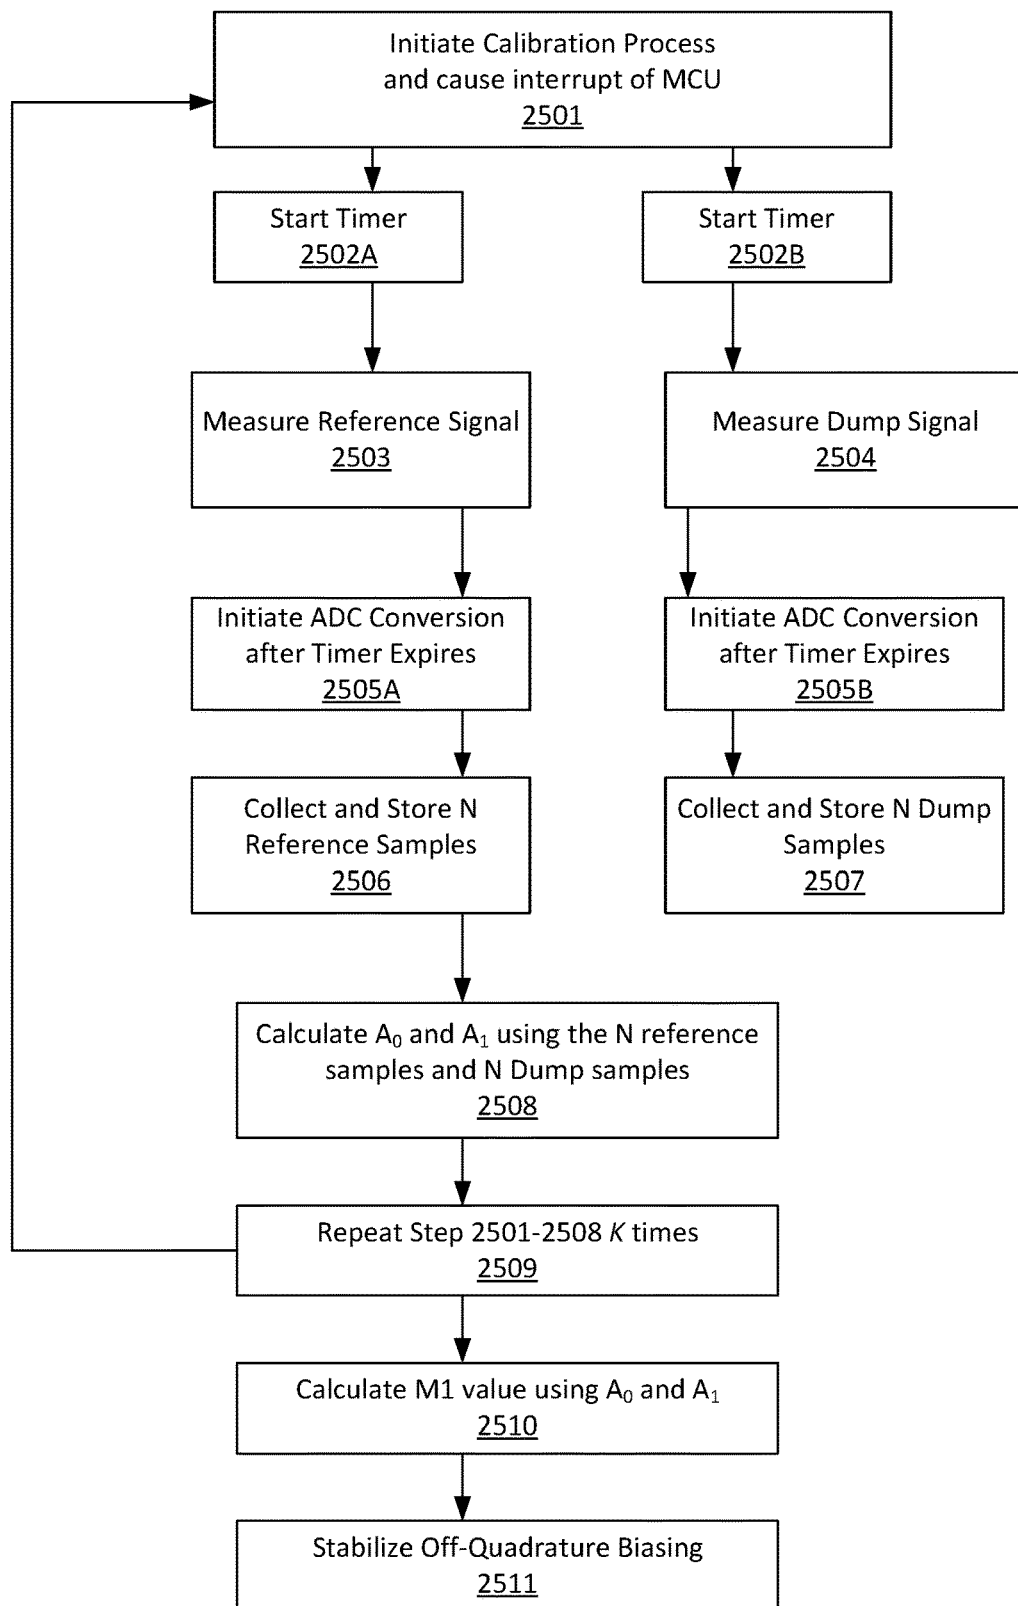 Initiate Calibration Process
and cause interrupt of MCU
2501
Start Timer
2502A
Start Timer
2502B
Measure Reference Signal
2503
Measure Dump Signal
2504
Initiate ADC Conversion
after Timer Expires
2505A
Initiate ADC Conversion
after Timer Expires
2505B
Collect and Store N
Reference Samples
2506
Collect and Store N Dump
Samples
2507
Calculate A₀ and A₁ using the N reference
samples and N Dump samples
2508
Repeat Step 2501-2508 K times
2509
Calculate M1 value using A₀ and A₁
2510
Stabilize Off-Quadrature Biasing
2511